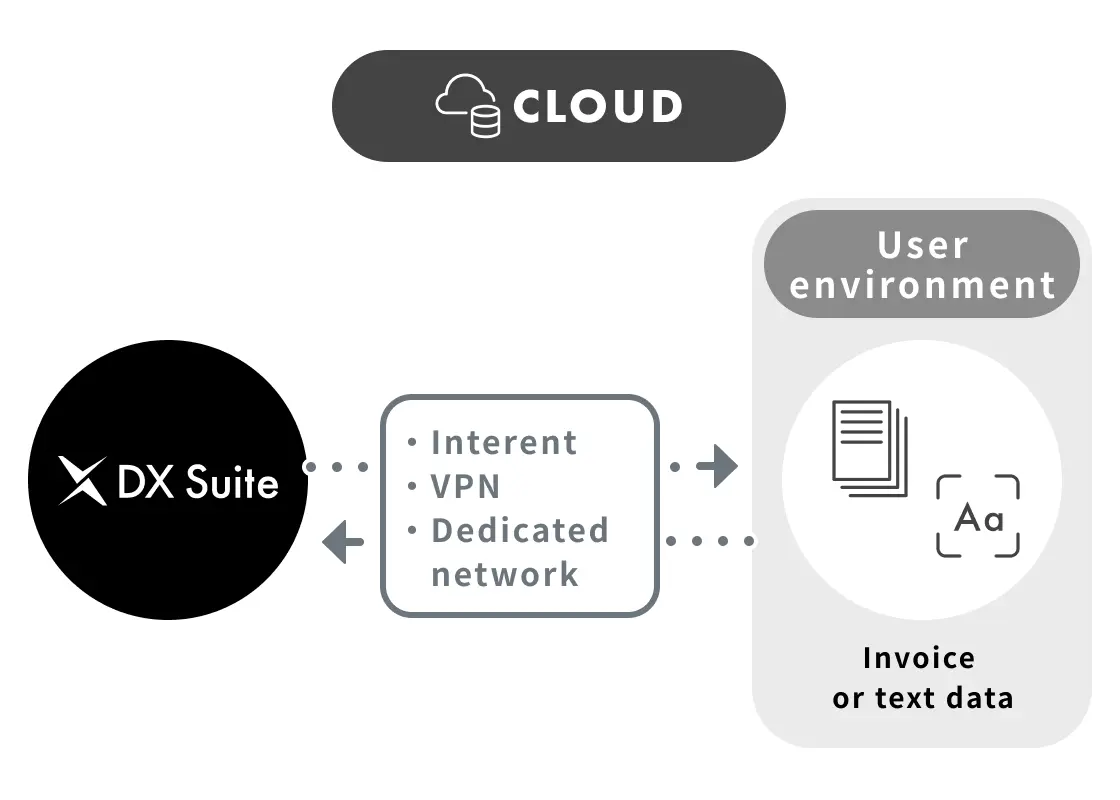 CLOUD
User
environment
DX Suite
・Interent
・VPN
・Dedicated
network
Aa
Invoice
or text data